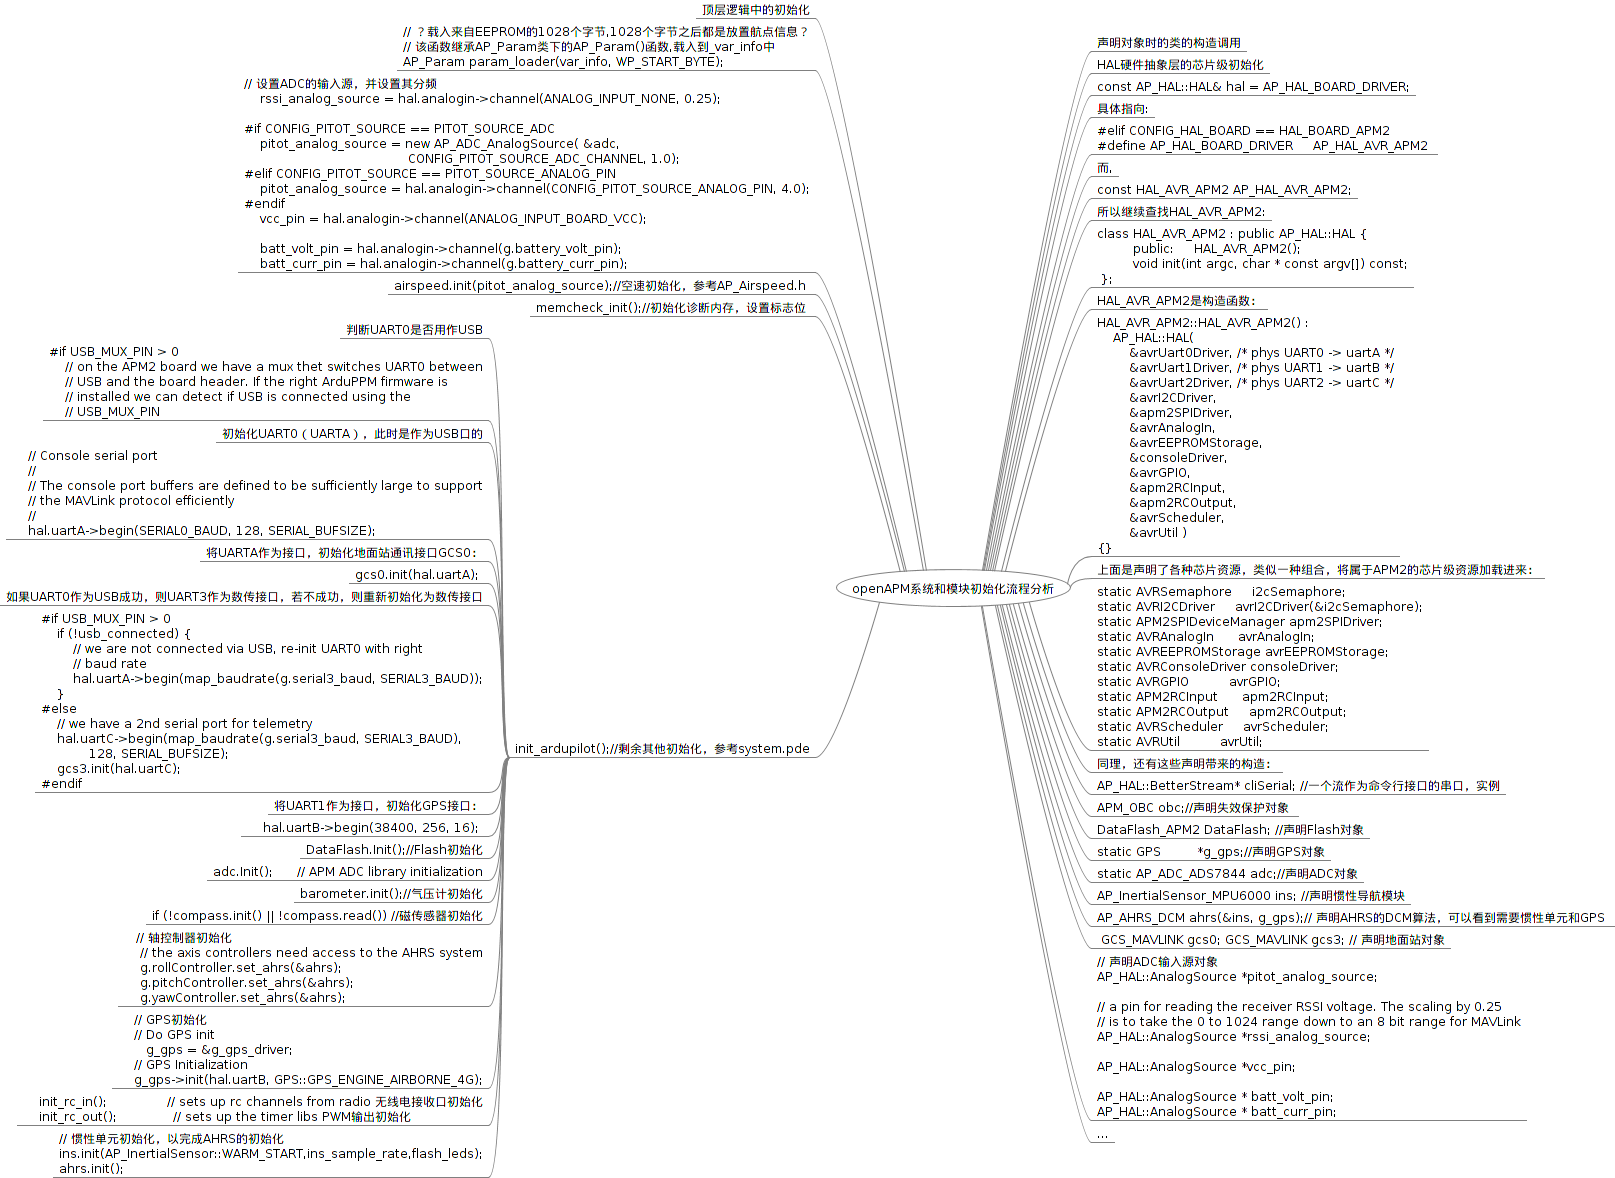 openAPM系统和模块初始化流程分析
声明对象时的类的构造调用
HAL硬件抽象层的芯片级初始化
const AP_HAL::HAL& hal = AP_HAL_BOARD_DRIVER;
具体指向:
#elif CONFIG_HAL_BOARD == HAL_BOARD_APM2
#define AP_HAL_BOARD_DRIVER     AP_HAL_AVR_APM2
而,
const HAL_AVR_APM2 AP_HAL_AVR_APM2;
所以继续查找HAL_AVR_APM2:
class HAL_AVR_APM2 : public AP_HAL::HAL {
public:     HAL_AVR_APM2();
void init(int argc, char * const argv[]) const;
};
HAL_AVR_APM2是构造函数：
HAL_AVR_APM2::HAL_AVR_APM2() :
AP_HAL::HAL(
&avrUart0Driver, /* phys UART0 -> uartA */
&avrUart1Driver, /* phys UART1 -> uartB */
&avrUart2Driver, /* phys UART2 -> uartC */
&avrI2CDriver,
&apm2SPIDriver,
&avrAnalogIn,
&avrEEPROMStorage,
&consoleDriver,
&avrGPIO,
&apm2RCInput,
&apm2RCOutput,
&avrScheduler,
&avrUtil )
{}
上面是声明了各种芯片资源，类似一种组合，将属于APM2的芯片级资源加载进来：
static AVRSemaphore     i2cSemaphore;
static AVRI2CDriver     avrI2CDriver(&i2cSemaphore);
static APM2SPIDeviceManager apm2SPIDriver;
static AVRAnalogIn      avrAnalogIn;
static AVREEPROMStorage avrEEPROMStorage;
static AVRConsoleDriver consoleDriver;
static AVRGPIO          avrGPIO;
static APM2RCInput      apm2RCInput;
static APM2RCOutput     apm2RCOutput;
static AVRScheduler     avrScheduler;
static AVRUtil          avrUtil;
同理，还有这些声明带来的构造：
AP_HAL::BetterStream* cliSerial; //一个流作为命令行接口的串口，实例
APM_OBC obc;//声明失效保护对象
DataFlash_APM2 DataFlash; //声明Flash对象
static GPS         *g_gps;//声明GPS对象
static AP_ADC_ADS7844 adc;//声明ADC对象
AP_InertialSensor_MPU6000 ins; //声明惯性导航模块
AP_AHRS_DCM ahrs(&ins, g_gps);// 声明AHRS的DCM算法，可以看到需要惯性单元和GPS
GCS_MAVLINK gcs0; GCS_MAVLINK gcs3; // 声明地面站对象
// 声明ADC输入源对象
AP_HAL::AnalogSource *pitot_analog_source;
// a pin for reading the receiver RSSI voltage. The scaling by 0.25
// is to take the 0 to 1024 range down to an 8 bit range for MAVLink
AP_HAL::AnalogSource *rssi_analog_source;
AP_HAL::AnalogSource *vcc_pin;
AP_HAL::AnalogSource * batt_volt_pin;
AP_HAL::AnalogSource * batt_curr_pin;
...
顶层逻辑中的初始化
// ？载入来自EEPROM的1028个字节,1028个字节之后都是放置航点信息？
// 该函数继承AP_Param类下的AP_Param()函数,载入到_var_info中
AP_Param param_loader(var_info, WP_START_BYTE);
// 设置ADC的输入源，并设置其分频
rssi_analog_source = hal.analogin->channel(ANALOG_INPUT_NONE, 0.25);
#if CONFIG_PITOT_SOURCE == PITOT_SOURCE_ADC
pitot_analog_source = new AP_ADC_AnalogSource( &adc,
CONFIG_PITOT_SOURCE_ADC_CHANNEL, 1.0);
#elif CONFIG_PITOT_SOURCE == PITOT_SOURCE_ANALOG_PIN
pitot_analog_source = hal.analogin->channel(CONFIG_PITOT_SOURCE_ANALOG_PIN, 4.0);
#endif
vcc_pin = hal.analogin->channel(ANALOG_INPUT_BOARD_VCC);
batt_volt_pin = hal.analogin->channel(g.battery_volt_pin);
batt_curr_pin = hal.analogin->channel(g.battery_curr_pin);
airspeed.init(pitot_analog_source);//空速初始化，参考AP_Airspeed.h
memcheck_init();//初始化诊断内存，设置标志位
init_ardupilot();//剩余其他初始化，参考system.pde
判断UART0是否用作USB
#if USB_MUX_PIN > 0
// on the APM2 board we have a mux thet switches UART0 between
// USB and the board header. If the right ArduPPM firmware is
// installed we can detect if USB is connected using the
// USB_MUX_PIN
初始化UART0（UARTA），此时是作为USB口的
// Console serial port
//
// The console port buffers are defined to be sufficiently large to support
// the MAVLink protocol efficiently
//
hal.uartA->begin(SERIAL0_BAUD, 128, SERIAL_BUFSIZE);
将UARTA作为接口，初始化地面站通讯接口GCS0：
gcs0.init(hal.uartA);
如果UART0作为USB成功，则UART3作为数传接口，若不成功，则重新初始化为数传接口
#if USB_MUX_PIN > 0
if (!usb_connected) {
// we are not connected via USB, re-init UART0 with right
// baud rate
hal.uartA->begin(map_baudrate(g.serial3_baud, SERIAL3_BAUD));
}
#else
// we have a 2nd serial port for telemetry
hal.uartC->begin(map_baudrate(g.serial3_baud, SERIAL3_BAUD),
128, SERIAL_BUFSIZE);
gcs3.init(hal.uartC);
#endif
将UART1作为接口，初始化GPS接口：
hal.uartB->begin(38400, 256, 16);
DataFlash.Init();//Flash初始化
adc.Init();      // APM ADC library initialization
barometer.init();//气压计初始化
if (!compass.init() || !compass.read()) //磁传感器初始化
// 轴控制器初始化
// the axis controllers need access to the AHRS system
g.rollController.set_ahrs(&ahrs);
g.pitchController.set_ahrs(&ahrs);
g.yawController.set_ahrs(&ahrs);
// GPS初始化
// Do GPS init
g_gps = &g_gps_driver;
// GPS Initialization
g_gps->init(hal.uartB, GPS::GPS_ENGINE_AIRBORNE_4G);
init_rc_in();               // sets up rc channels from radio 无线电接收口初始化
init_rc_out();              // sets up the timer libs PWM输出初始化
// 惯性单元初始化，以完成AHRS的初始化
ins.init(AP_InertialSensor::WARM_START,ins_sample_rate,flash_leds);
ahrs.init();